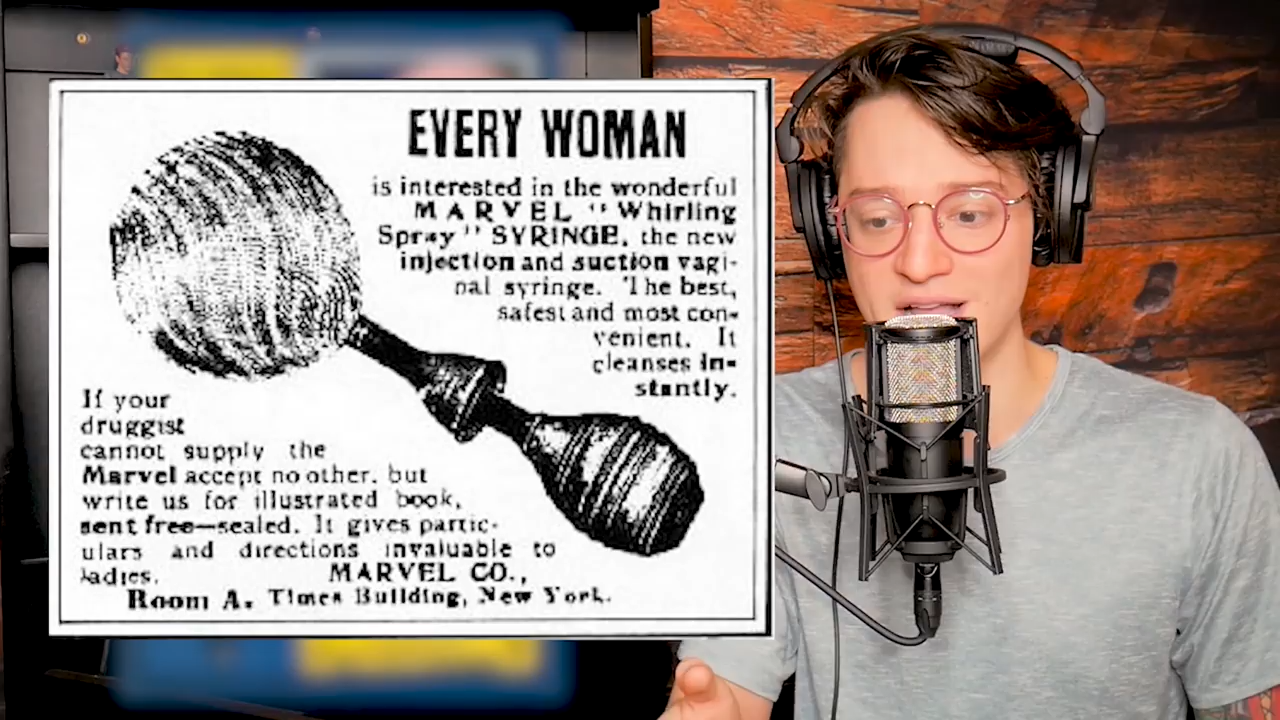 EVERY WOMAN
is interested in the wonderful
MARVEL "Whirling
Spray" SYRINGE, the new
injection and suction vagi-
nal syringe. The best,
safest and most con-
venient. It
cleanses in-
stantly.
If your
druggist
cannot supply the
Marvel accept no other, but
write us for illustrated book,
sent free—sealed. It gives partic-
ulars and directions invaluable to
ladies. MARVEL CO.,
Room A. Times Building, New York.